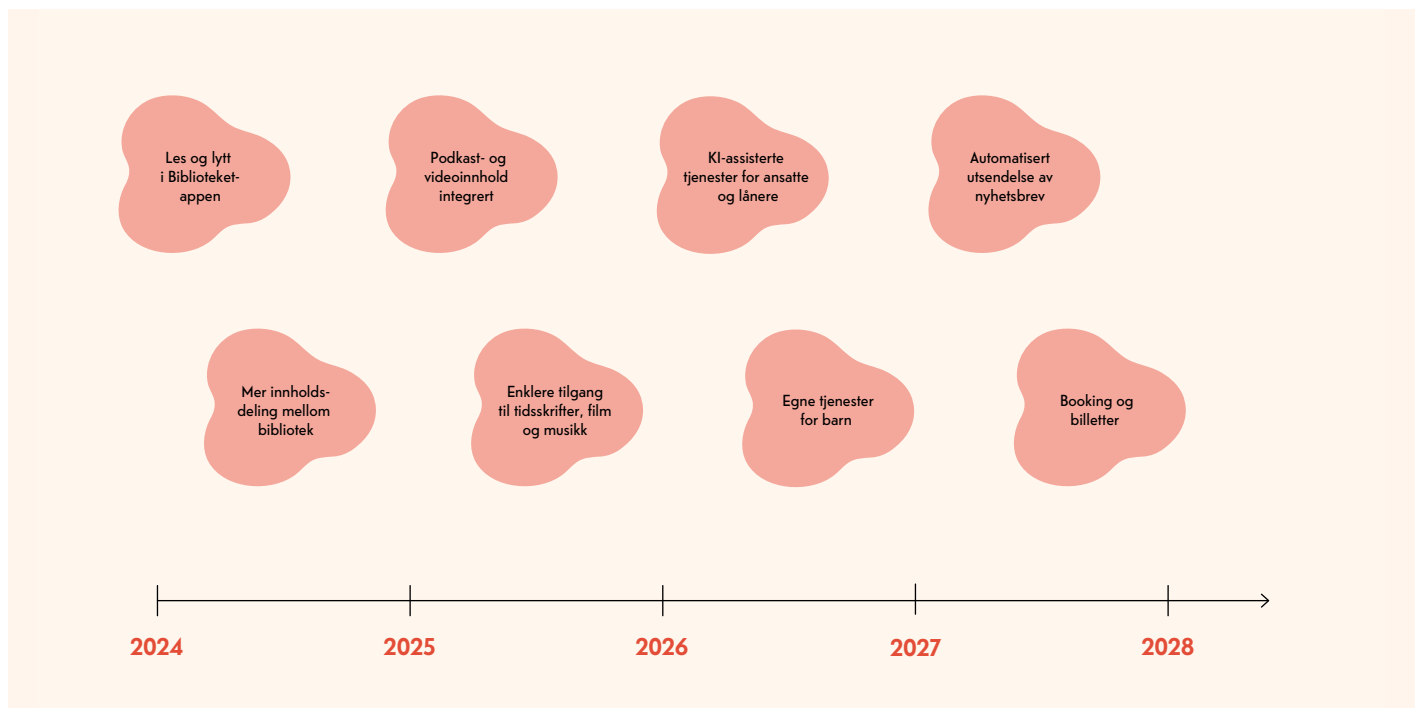 Les og lytt
i Biblioteket-
appen
Podkast- og
videoinnhold
integrert
KI-assisterte
tjenester for ansatte
og lånere
Automatisert
utsendelse av
nyhetsbrev
Mer innholds-
deling mellom
bibliotek
Enklere tilgang
til tidsskrifter, film
og musikk
Egne tjenester
for barn
Booking og
billetter
2024
2025
2026
2027
2028